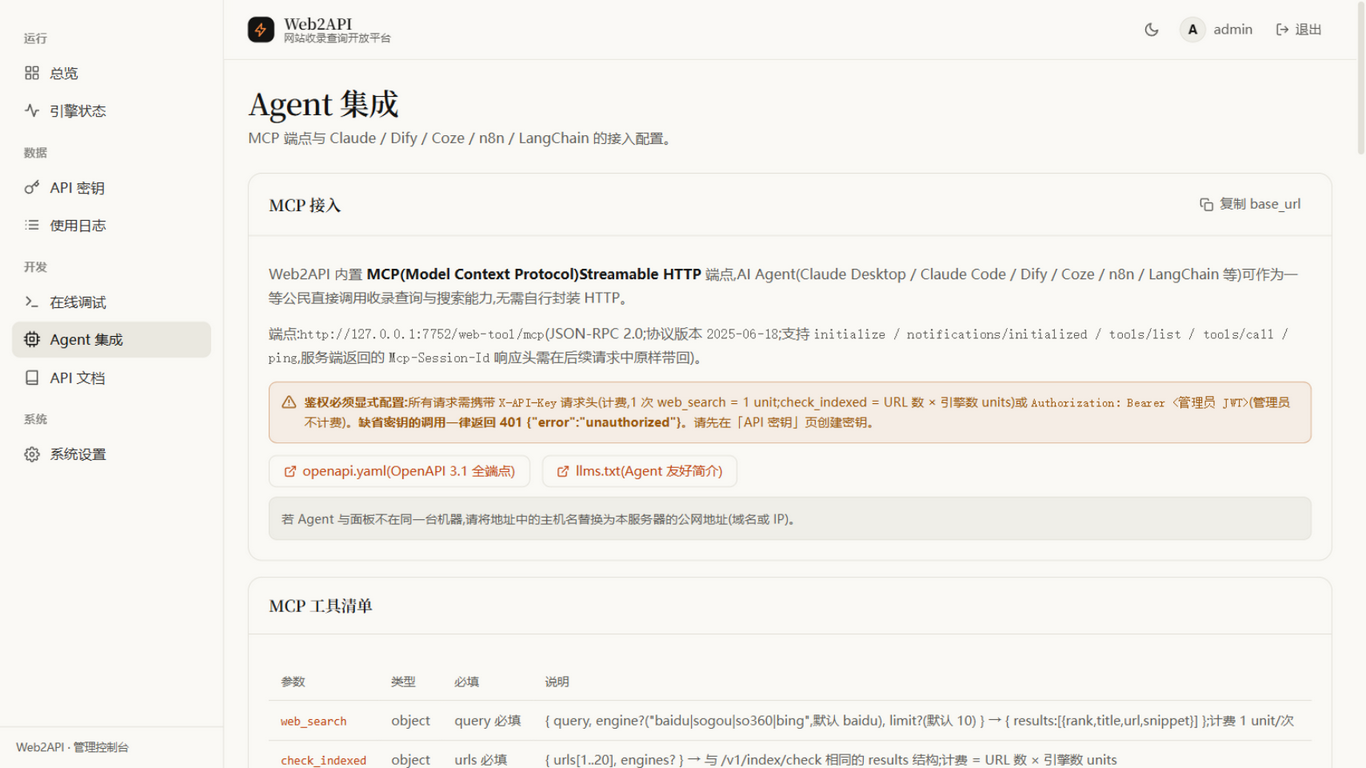 运行
总览
引擎状态
数据
API 密钥
使用日志
开发
在线调试
Agent 集成
API 文档
系统
系统设置
Web2API · 管理控制台
Web2API
网站收录查询开放平台
A admin
退出
Agent 集成
MCP 端点与 Claude / Dify / Coze / n8n / LangChain 的接入配置。
MCP 接入
复制 base_url
Web2API 内置 MCP(Model Context Protocol)Streamable HTTP 端点,AI Agent(Claude Desktop / Claude Code / Dify / Coze / n8n / LangChain 等)可作为一
等公民直接调用收录查询与搜索能力,无需自行封装 HTTP。
端点:http://127.0.0.1:7752/web-tool/mcp(JSON-RPC 2.0;协议版本 2025-06-18;支持 initialize / notifications/initialized / tools/list / tools/call /
ping,服务端返回的 Mcp-Session-Id 响应头需在后续请求中原样带回)。
鉴权必须显式配置:所有请求需携带 X-API-Key 请求头(计费,1 次 web_search = 1 unit;check_indexed = URL 数 × 引擎数 units)或 Authorization: Bearer <管理员 JWT>(管理员
不计费)。缺省密钥的调用一律返回 401 {"error":"unauthorized"}。请先在「API 密钥」页创建密钥。
openapi.yaml(OpenAPI 3.1 全端点)
llms.txt(Agent 友好简介)
若 Agent 与面板不在同一台机器,请将地址中的主机名替换为本服务器的公网地址(域名或 IP)。
MCP 工具清单
参数 类型 必填 说明
web_search object query 必填 { query, engine?("baidu|sogou|so360|bing",默认 baidu), limit?(默认 10) } → { results:[{rank,title,url,snippet}] };计费 1 unit/次
check_indexed object urls 必填 { urls[1..20], engines? } → 与 /v1/index/check 相同的 results 结构;计费 = URL 数 × 引擎数 units